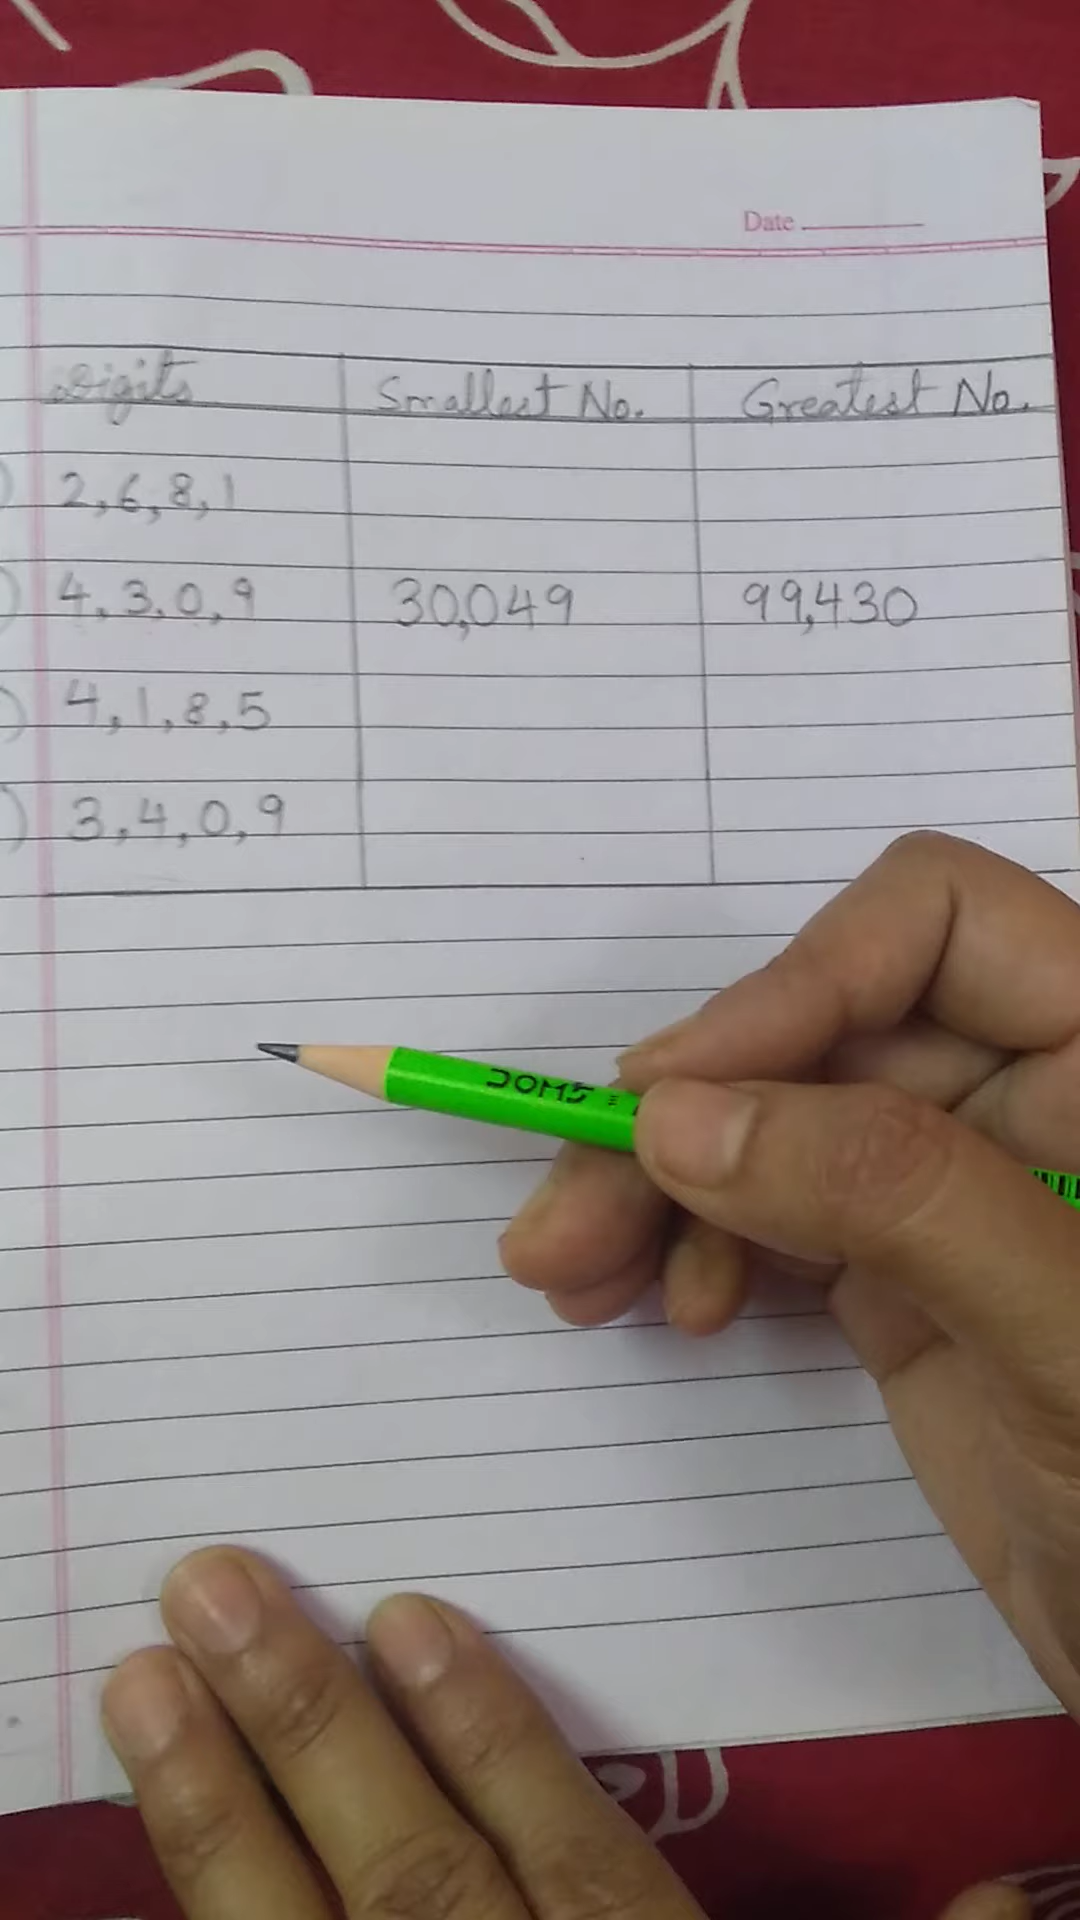 Date
Digits Smallest No. Greatest No.
) 2,6,8,1
) 4,3,0,9 30,049 99,430
) 4,1,8,5
) 3,4,0,9
DOMS